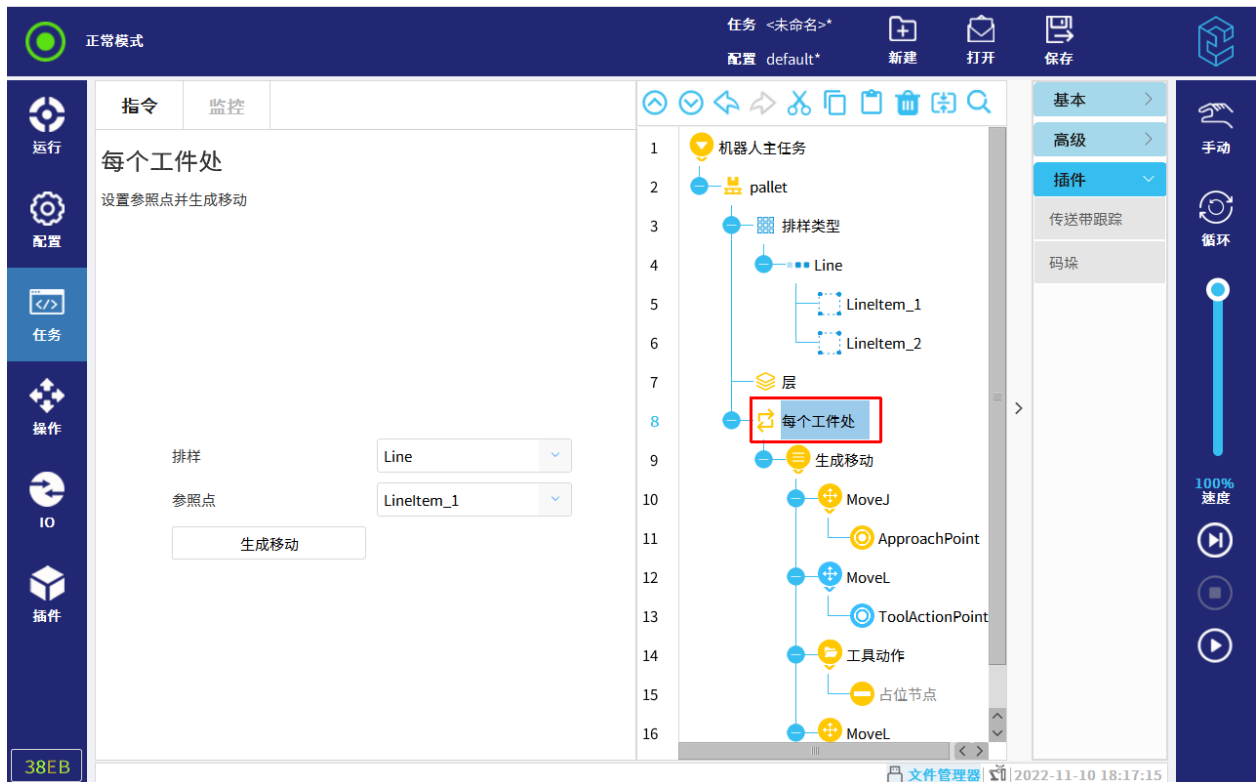 正常模式
任务 <未命名>*
配置 default*
新建
打开
保存
运行
配置
任务
操作
IO
插件
38EB
指令
监控
每个工件处
设置参照点并生成移动
排样
Line
参照点
LineItem_1
生成移动
1 机器人主任务
2 pallet
3 排样类型
4 Line
5 LineItem_1
6 LineItem_2
7 层
8 每个工件处
9 生成移动
10 MoveJ
11 ApproachPoint
12 MoveL
13 ToolActionPoint
14 工具动作
15 占位节点
16 MoveL
基本
高级
插件
传送带跟踪
码垛
手动
循环
100%
速度
文件管理器
2022-11-10 18:17:15